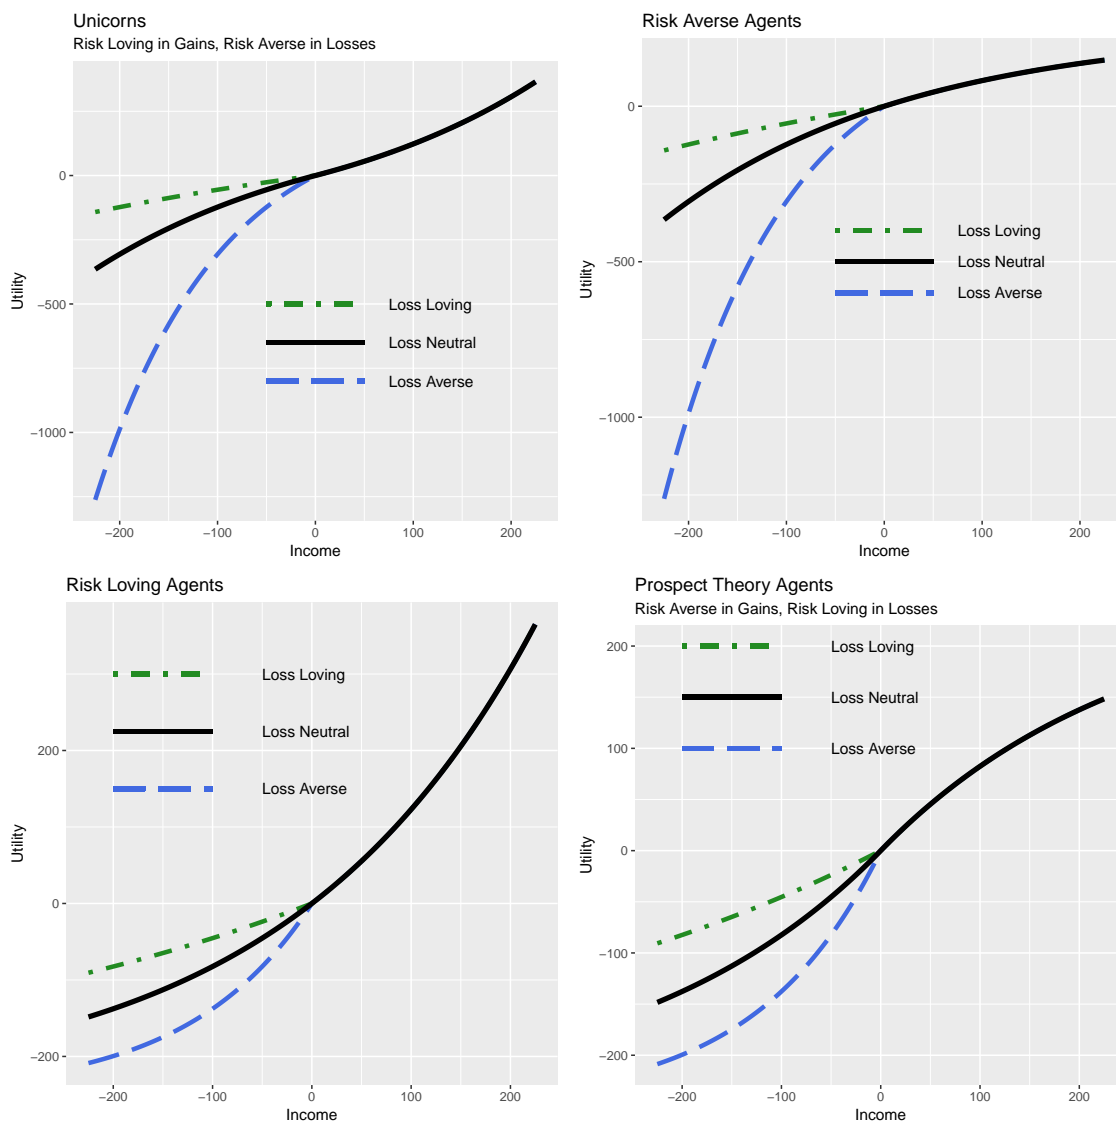 Unicorns
Risk Loving in Gains, Risk Averse in Losses
0
−500
−1000
Utility
Loss Loving
Loss Neutral
Loss Averse
−200 −100 0 100 200
Income
Risk Averse Agents
0
−500
−1000
Utility
Loss Loving
Loss Neutral
Loss Averse
−200 −100 0 100 200
Income
Risk Loving Agents
200
0
−200
Utility
Loss Loving
Loss Neutral
Loss Averse
−200 −100 0 100 200
Income
Prospect Theory Agents
Risk Averse in Gains, Risk Loving in Losses
200
100
0
−100
−200
Utility
Loss Loving
Loss Neutral
Loss Averse
−200 −100 0 100 200
Income